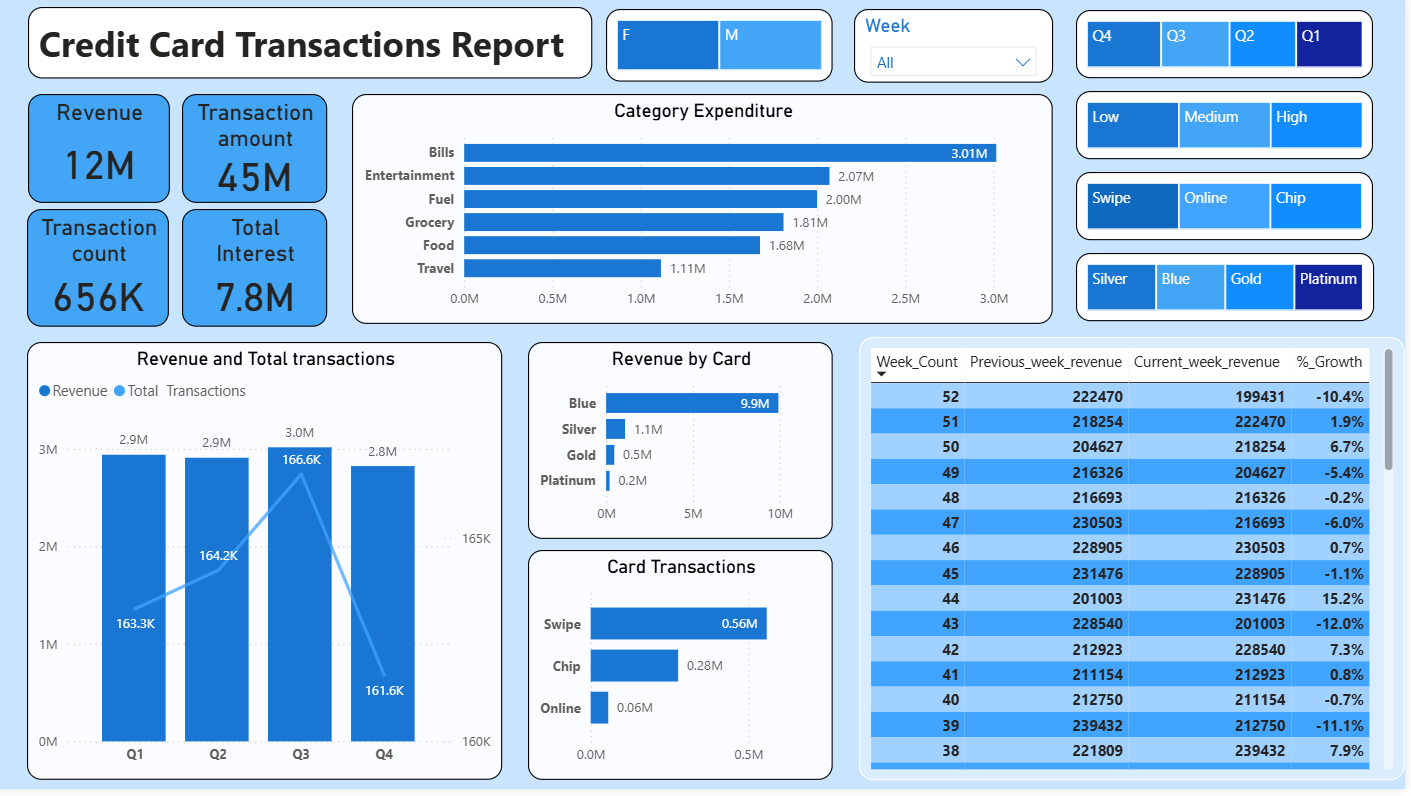 Credit Card Transactions Report
F M
Week
All
Q4 Q3 Q2 Q1
Low Medium High
Swipe Online Chip
Silver Blue Gold Platinum
Revenue
12M
Transaction
amount
45M
Transaction
count
656K
Total
Interest
7.8M
Category Expenditure
Bills 3.01M
Entertainment 2.07M
Fuel 2.00M
Grocery 1.81M
Food 1.68M
Travel 1.11M
0.0M 0.5M 1.0M 1.5M 2.0M 2.5M 3.0M
Revenue and Total transactions
Revenue Total Transactions
2.9M 2.9M 3.0M 2.8M
3M
166.6K
2M
165K
164.2K
1M
163.3K
161.6K
0M 160K
Q1 Q2 Q3 Q4
Revenue by Card
Blue 9.9M
Silver 1.1M
Gold 0.5M
Platinum 0.2M
0M 5M 10M
Card Transactions
Swipe 0.56M
Chip 0.28M
Online 0.06M
0.0M 0.5M
Week_Count Previous_week_revenue Current_week_revenue %_Growth
52 222470 199431 -10.4%
51 218254 222470 1.9%
50 204627 218254 6.7%
49 216326 204627 -5.4%
48 216693 216326 -0.2%
47 230503 216693 -6.0%
46 228905 230503 0.7%
45 231476 228905 -1.1%
44 201003 231476 15.2%
43 228540 201003 -12.0%
42 212923 228540 7.3%
41 211154 212923 0.8%
40 212750 211154 -0.7%
39 239432 212750 -11.1%
38 221809 239432 7.9%